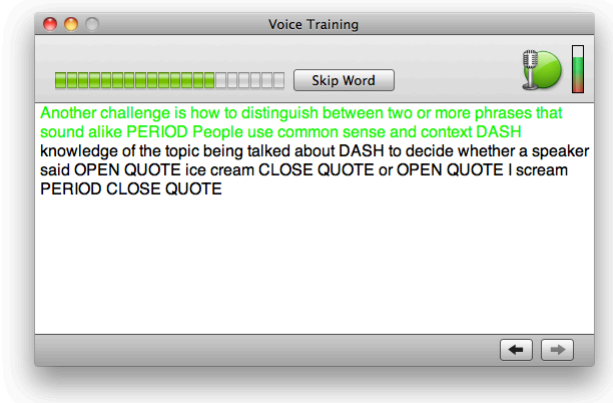 Voice Training
Skip Word
Another challenge is how to distinguish between two or more phrases that
sound alike PERIOD People use common sense and context DASH
knowledge of the topic being talked about DASH to decide whether a speaker
said OPEN QUOTE ice cream CLOSE QUOTE or OPEN QUOTE I scream
PERIOD CLOSE QUOTE